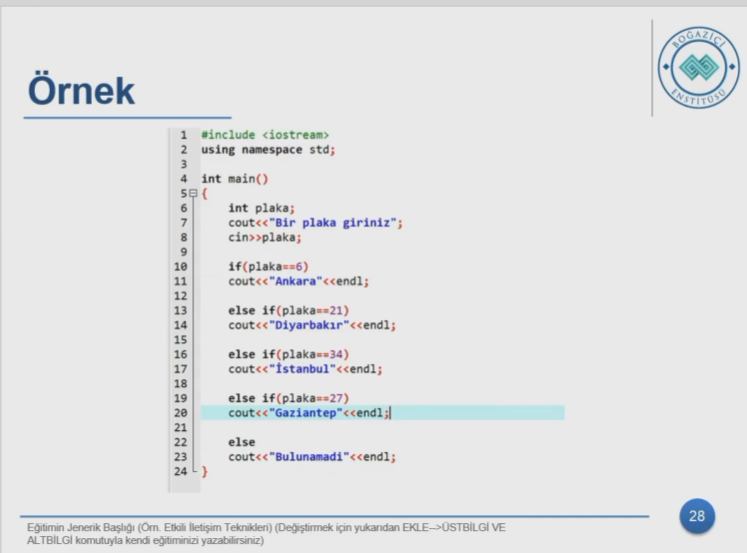 BOĞAZİÇİ
ENSTİTÜSÜ
Örnek
1 #include <iostream>
2 using namespace std;
3
4 int main()
5 {
6 int plaka;
7 cout<<"Bir plaka giriniz";
8 cin>>plaka;
9
10 if(plaka==6)
11 cout<<"Ankara"<<endl;
12
13 else if(plaka==21)
14 cout<<"Diyarbakır"<<endl;
15
16 else if(plaka==34)
17 cout<<"İstanbul"<<endl;
18
19 else if(plaka==27)
20 cout<<"Gaziantep"<<endl;
21
22 else
23 cout<<"Bulunamadi"<<endl;
24 }
28
Eğitimin Jenerik Başlığı (Örn. Etkili İletişim Teknikleri) (Değiştirmek için yukarıdan EKLE-->ÜSTBİLGİ VE
ALTBİLGİ komutuyla kendi eğitiminizi yazabilirsiniz)